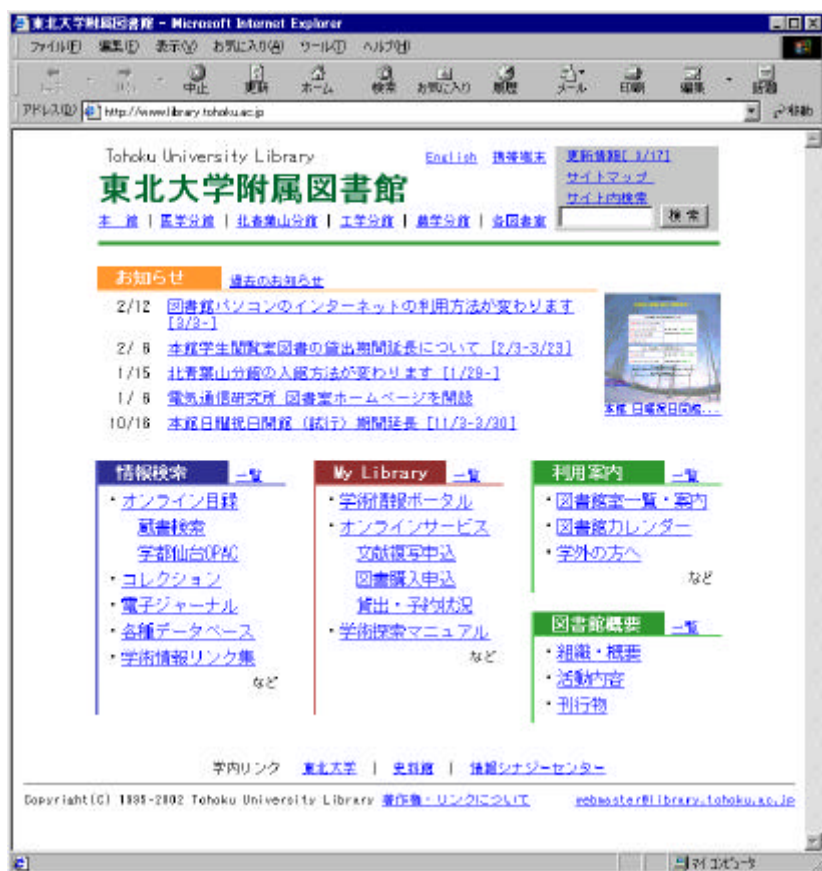 東北大学附属図書館 - Microsoft Internet Explorer
ファイル(F) 編集(E) 表示(V) お気に入り(A) ツール(T) ヘルプ(H)
中止 更新 ホーム 検索 お気に入り 履歴 メール 印刷 編集 話題
アドレス(D) http://www.library.tohoku.ac.jp 移動
Tohoku University Library English 携帯端末 更新情報[ 3/17]
東北大学附属図書館 サイトマップ
サイト内検索
本 館 | 医学分館 | 北青葉山分館 | 工学分館 | 農学分館 | 各図書室 検 索
お知らせ 過去のお知らせ
2/12 図書館パソコンのインターネットの利用方法が変わります
[3/3-]
2/ 6 本館学生閲覧室図書の貸出期間延長について [2/3-3/23]
1/15 北青葉山分館の入館方法が変わります [1/29-]
1/ 6 電気通信研究所 図書室ホームページを開設
10/16 本館日曜祝日開館 (試行) 期間延長 [11/3-3/30]
本館 日曜祝日開館...
情報検索 一覧
・オンライン目録
蔵書検索
学都仙台OPAC
・コレクション
・電子ジャーナル
・各種データベース
・学術情報リンク集
など
My Library 一覧
・学術情報ポータル
・オンラインサービス
文献複写申込
図書購入申込
貸出・予約状況
・学術探索マニュアル
など
利用案内 一覧
・図書館室一覧・案内
・図書館カレンダー
・学外の方へ
など
図書館概要 一覧
・組織・概要
・活動内容
・刊行物
学内リンク 東北大学 | 史料館 | 情報シナジーセンター
Copyright(C) 1995-2002 Tohoku University Library 著作権・リンクについて webmaster@library.tohoku.ac.jp
マイ コンピュータ